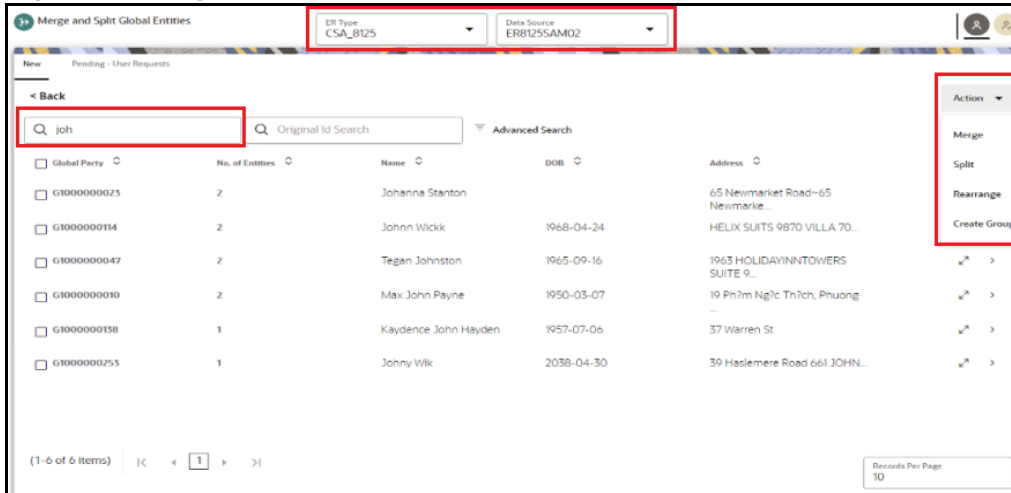 Merge and Split Global Entities
ER Type
CSA_8125
Data Source
ER8125SAM02
New Pending - User Requests
< Back
Action
joh
Original Id Search
Advanced Search
Merge
Split
Rearrange
Create Group
Global Party No. of Entities Name DOB Address
G1000000023 2 Johanna Stanton 65 Newmarket Road~65 Newmarke...
G1000000114 2 Johnn Wickk 1968-04-24 HELIX SUITS 9870 VILLA 70...
G1000000047 2 Tegan Johnston 1965-09-16 1963 HOLIDAYINNTOWERS SUITE 9...
G1000000010 2 Max John Payne 1950-03-07 19 Ph?m Ng?c Th?ch, Phuong ...
G1000000138 1 Kaydence John Hayden 1957-07-06 37 Warren St
G1000000253 1 Johny Wik 2038-04-30 39 Haslemere Road 661 JOHN...
(1-6 of 6 items) 1
Records Per Page
10